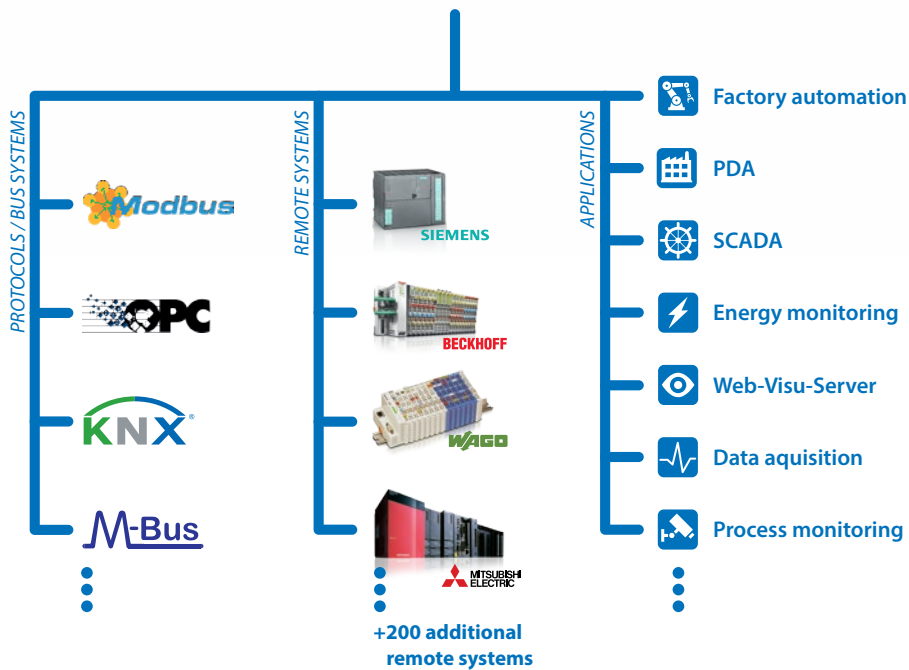 PROTOCOLS / BUS SYSTEMS
Modbus
OPC
KNX®
M-Bus
REMOTE SYSTEMS
SIEMENS
BECKHOFF
WAGO
MITSUBISHI
ELECTRIC
+200 additional
remote systems
APPLICATIONS
Factory automation
PDA
SCADA
Energy monitoring
Web-Visu-Server
Data aquisition
Process monitoring